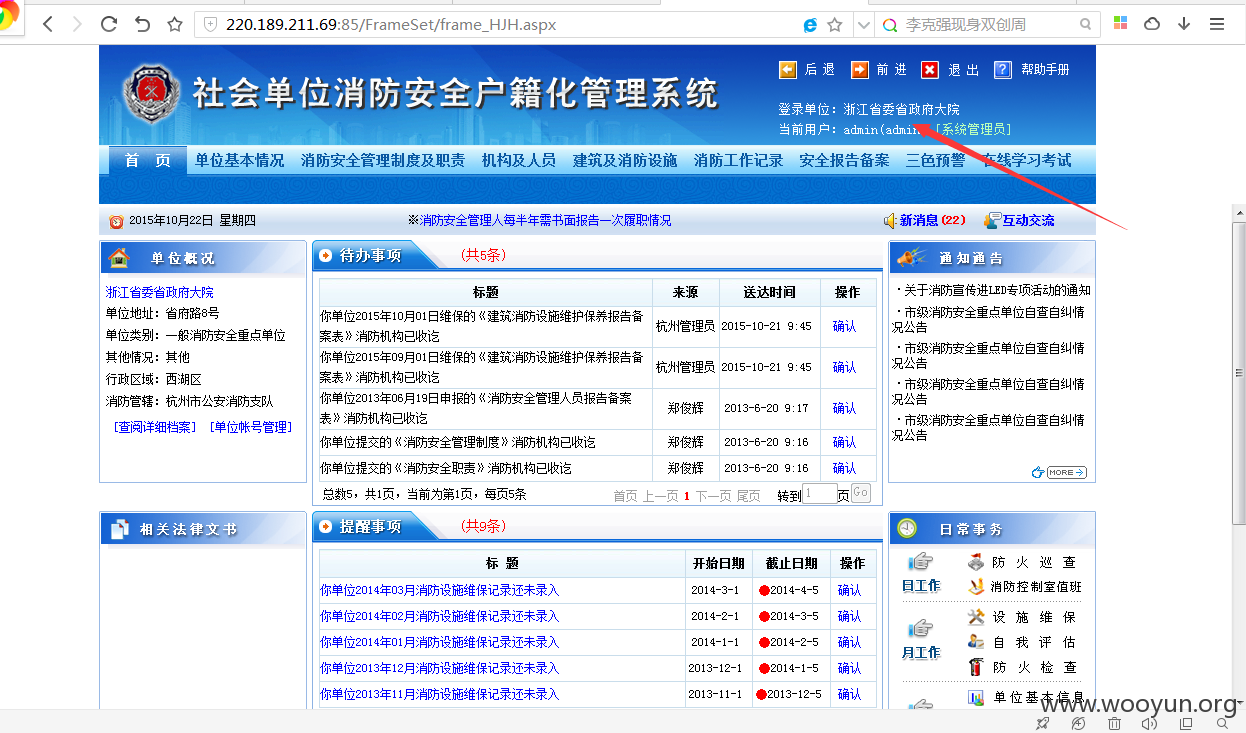 220.189.211.69:85/FrameSet/frame_HJH.aspx
李克强现身双创周
社会单位消防安全户籍化管理系统
后 退 前 进 退 出 帮助手册
登录单位：浙江省委省政府大院
当前用户：admin(admin [系统管理员]
首 页 单位基本情况 消防安全管理制度及职责 机构及人员 建筑及消防设施 消防工作记录 安全报告备案 三色预警 在线学习考试
2015年10月22日 星期四
※消防安全管理人每半年需书面报告一次履职情况
新消息(22) 互动交流
单位概况
浙江省委省政府大院
单位地址：省府路8号
单位类别：一般消防安全重点单位
其他情况：其他
行政区域：西湖区
消防管辖：杭州市公安消防支队
[查阅详细档案] [单位帐号管理]
待办事项 (共5条)
标题 来源 送达时间 操作
你单位2015年10月01日维保的《建筑消防设施维护保养报告备案表》消防机构已收讫 杭州管理员 2015-10-21 9:45 确认
你单位2015年09月01日维保的《建筑消防设施维护保养报告备案表》消防机构已收讫 杭州管理员 2015-10-21 9:45 确认
你单位2013年06月19日申报的《消防安全管理人员报告备案表》消防机构已收讫 郑俊辉 2013-6-20 9:17 确认
你单位提交的《消防安全管理制度》消防机构已收讫 郑俊辉 2013-6-20 9:16 确认
你单位提交的《消防安全职责》消防机构已收讫 郑俊辉 2013-6-20 9:16 确认
总数5，共1页，当前为第1页，每页5条 首页 上一页 1 下一页 尾页 转到 1 页 Go
通知通告
·关于消防宣传进LED专项活动的通知
·市级消防安全重点单位自查自纠情况公告
·市级消防安全重点单位自查自纠情况公告
·市级消防安全重点单位自查自纠情况公告
·市级消防安全重点单位自查自纠情况公告
MORE
相关法律文书
提醒事项 (共9条)
标 题 开始日期 截止日期 操作
你单位2014年03月消防设施维保记录还未录入 2014-3-1 2014-4-5 确认
你单位2014年02月消防设施维保记录还未录入 2014-2-1 2014-3-5 确认
你单位2014年01月消防设施维保记录还未录入 2014-1-1 2014-2-5 确认
你单位2013年12月消防设施维保记录还未录入 2013-12-1 2014-1-5 确认
你单位2013年11月消防设施维保记录还未录入 2013-11-1 2013-12-5 确认
日常事务
日工作
防 火 巡 查
消防控制室值班
月工作
设 施 维 保
自 我 评 估
防 火 检 查
单位基本信息
www.wooyun.org